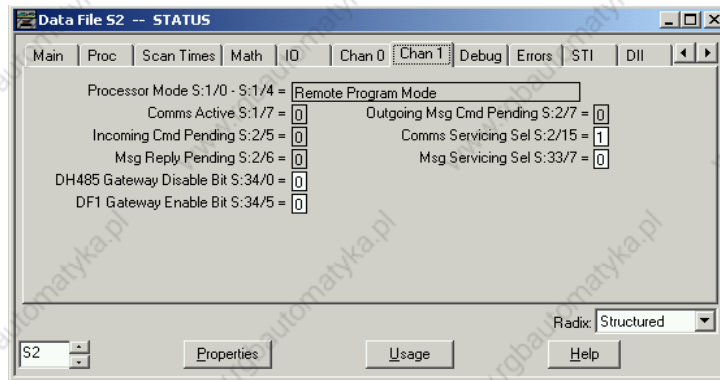 Data File S2 -- STATUS
Main Proc Scan Times Math IO Chan 0 Chan 1 Debug Errors STI DII
Processor Mode S:1/0 - S:1/4 = Remote Program Mode
Comms Active S:1/7 = 0 Outgoing Msg Cmd Pending S:2/7 = 0
Incoming Cmd Pending S:2/5 = 0 Comms Servicing Sel S:2/15 = 1
Msg Reply Pending S:2/6 = 0 Msg Servicing Sel S:33/7 = 0
DH485 Gateway Disable Bit S:34/0 = 0
DF1 Gateway Enable Bit S:34/5 = 0
Radix: Structured
S2 Properties Usage Help
www.rgbautomatyka.pl